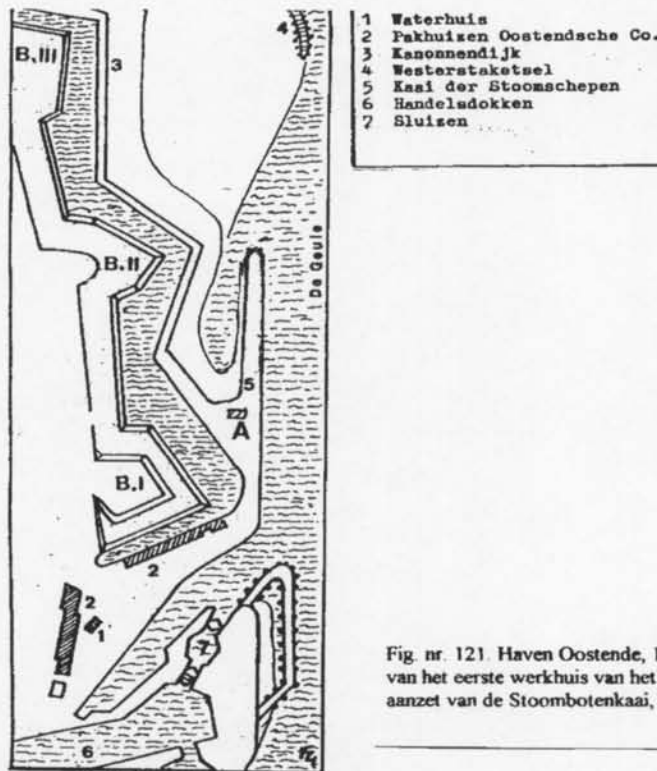 1 Waterhuis
2 Pakhuizen Oostendsche Co.
3 Kanonnendijk
4 Westerstaketsel
5 Kaai der Stoomschepen
6 Handelsdokken
7 Sluizen
B.III
3
4
De Geule
B.II
5
A
B.I
2
2
1
7
6
Fig. nr. 121. Haven Oostende, 1
van het eerste werkhuis van het
aanzet van de Stoombotenkaai,